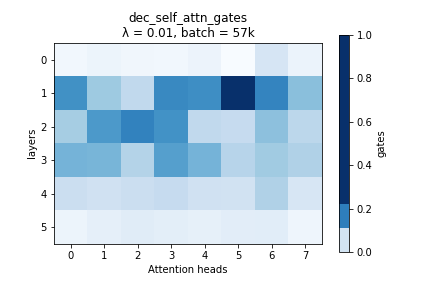 dec_self_attn_gates
λ = 0.01, batch = 57k
layers
0
1
2
3
4
5
0 1 2 3 4 5 6 7
Attention heads
1.0
0.8
0.6
0.4
0.2
0.0
gates